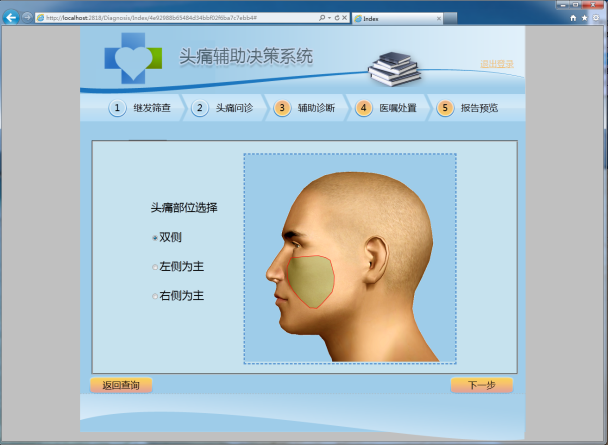 http://localhost:2818/Diagnosis/Index/4e92988b65484d34bbf02f6ba7c7ebb4#
Index
头痛辅助决策系统
返回登录
1 继发筛查
2 头痛问诊
3 辅助诊断
4 医嘱处置
5 报告预览
头痛部位选择
双侧
左侧为主
右侧为主
返回查询
下一步